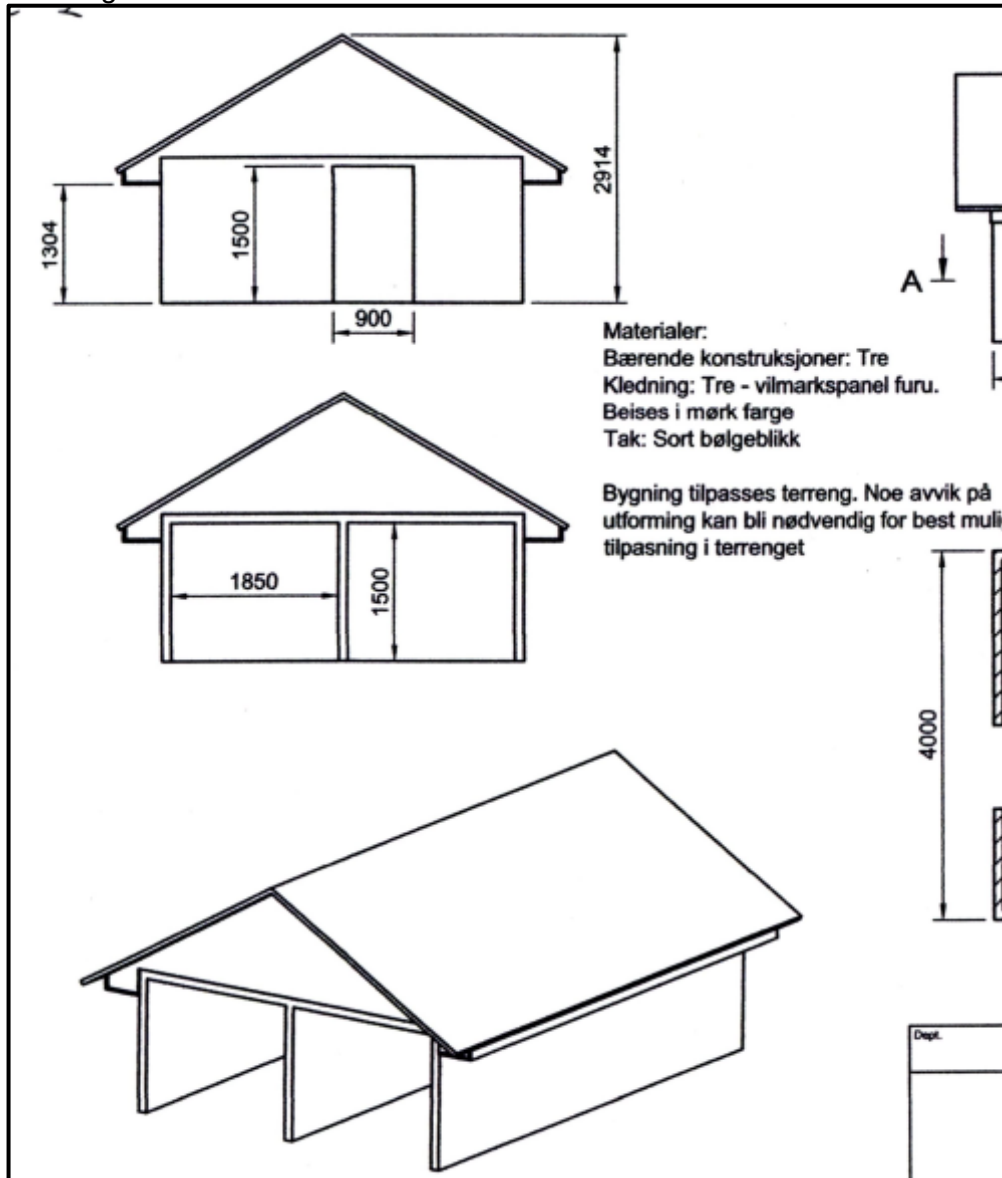 2914
1304
1500
900
A
Materialer:
Bærende konstruksjoner: Tre
Kledning: Tre - vilmarkspanel furu.
Beises i mørk farge
Tak: Sort bølgeblikk
Bygning tilpasses terreng. Noe avvik på
utforming kan bli nødvendig for best mulig
tilpasning i terrenget
1850
1500
4000
Dept.